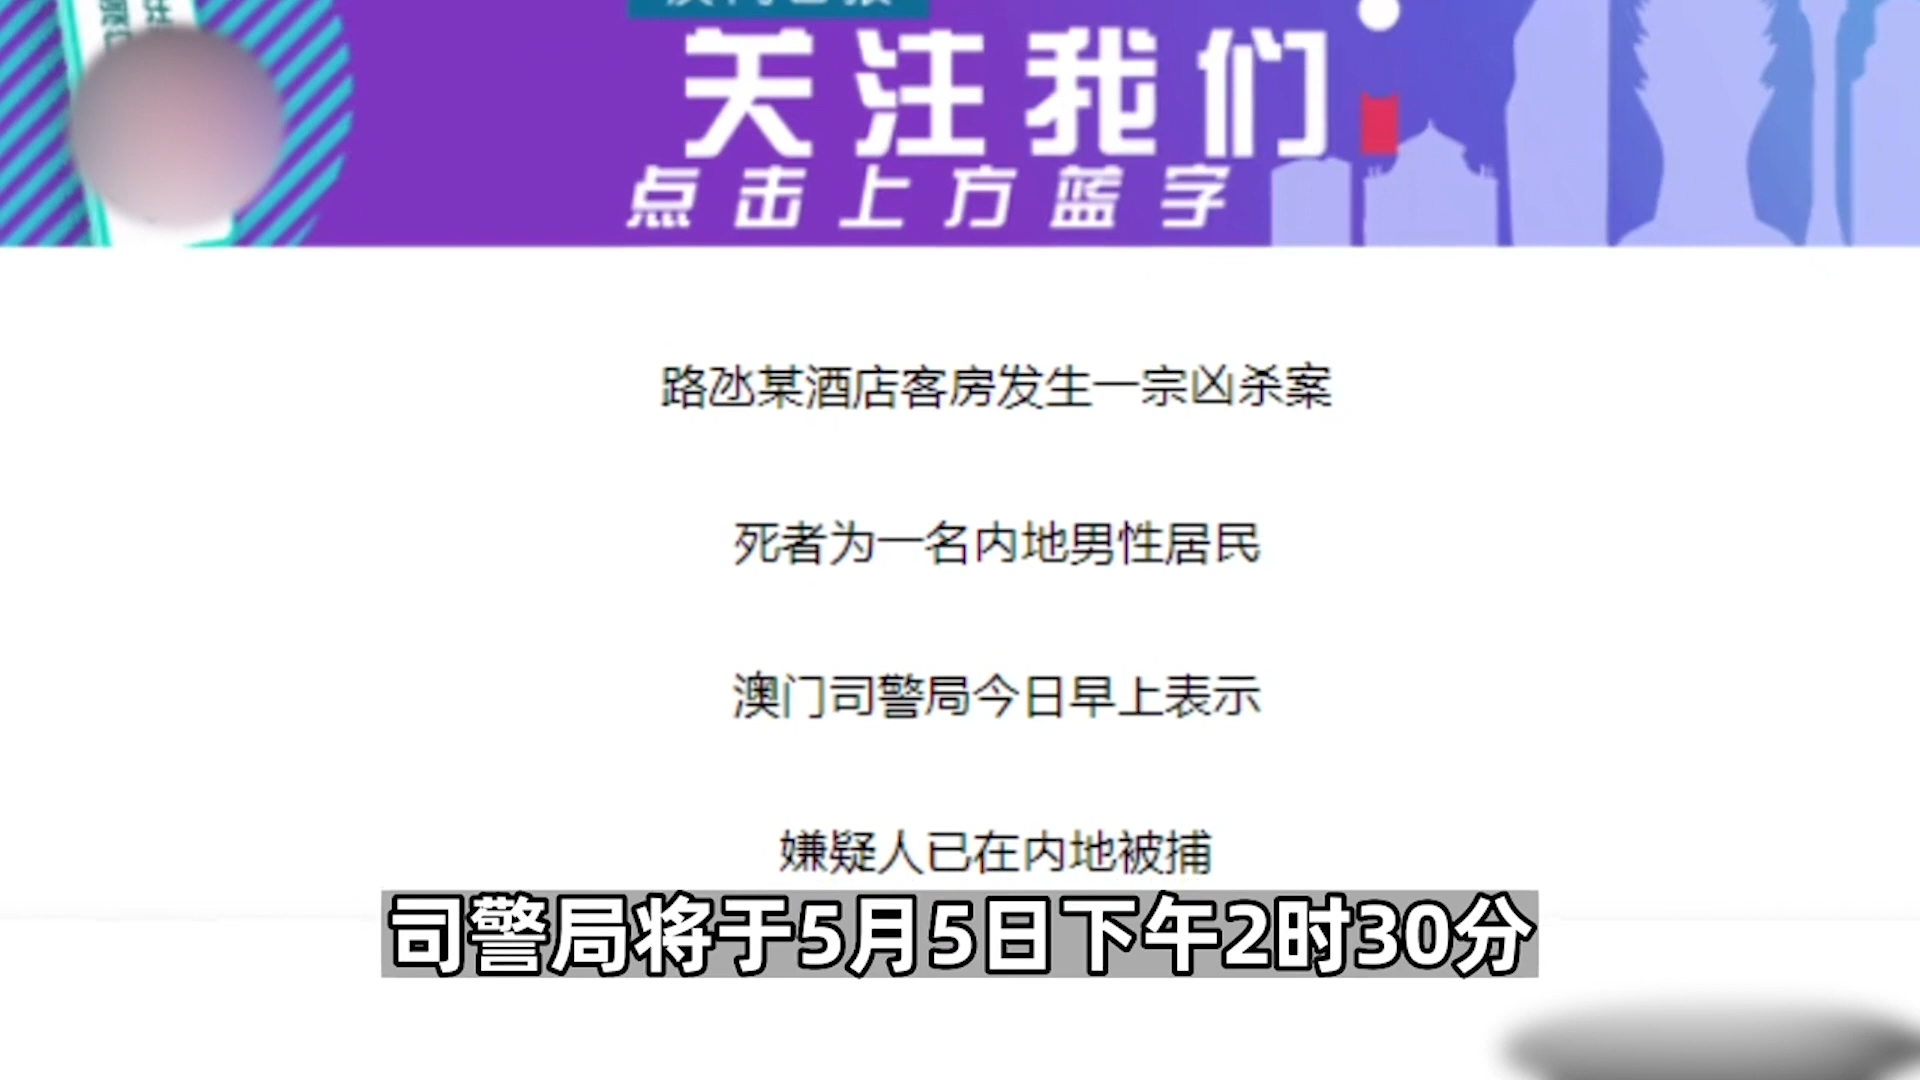 关注我们
点击上方蓝字
路氹某酒店客房发生一宗凶杀案
死者为一名内地男性居民
澳门司警局今日早上表示
嫌疑人已在内地被捕
司警局将于5月5日下午2时30分